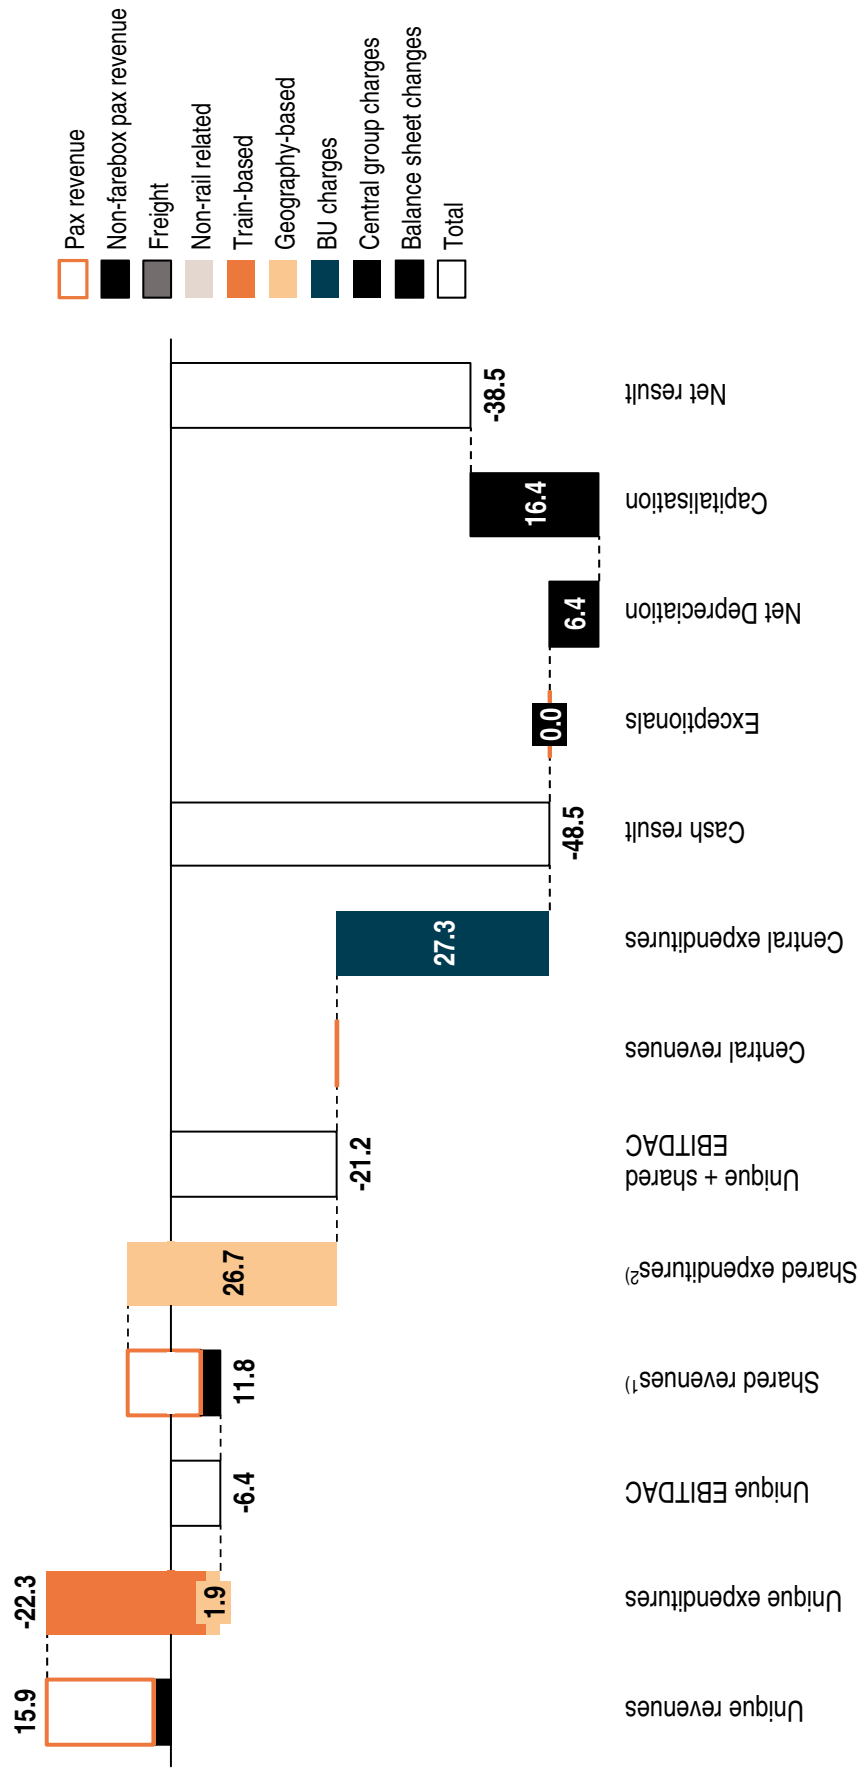 Pax revenue
Non-farebox pax revenue
Freight
Non-rail related
Train-based
Geography-based
BU charges
Central group charges
Balance sheet changes
Total
15.9
-22.3
1.9
-6.4
11.8
26.7
-21.2
27.3
-48.5
0.0
6.4
16.4
-38.5
Unique revenues
Unique expenditures
Unique EBITDAC
Shared revenues1)
Shared expenditures2)
Unique + shared
EBITDAC
Central revenues
Central expenditures
Cash result
Exceptionals
Net Depreciation
Capitalisation
Net result